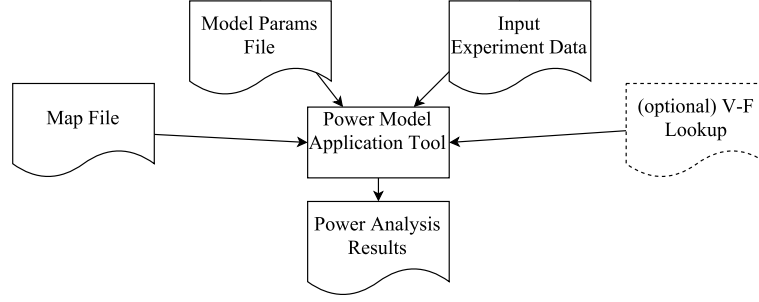 Model Params
File
Input
Experiment Data
Map File
(optional) V-F
Lookup
Power Model
Application Tool
Power Analysis
Results